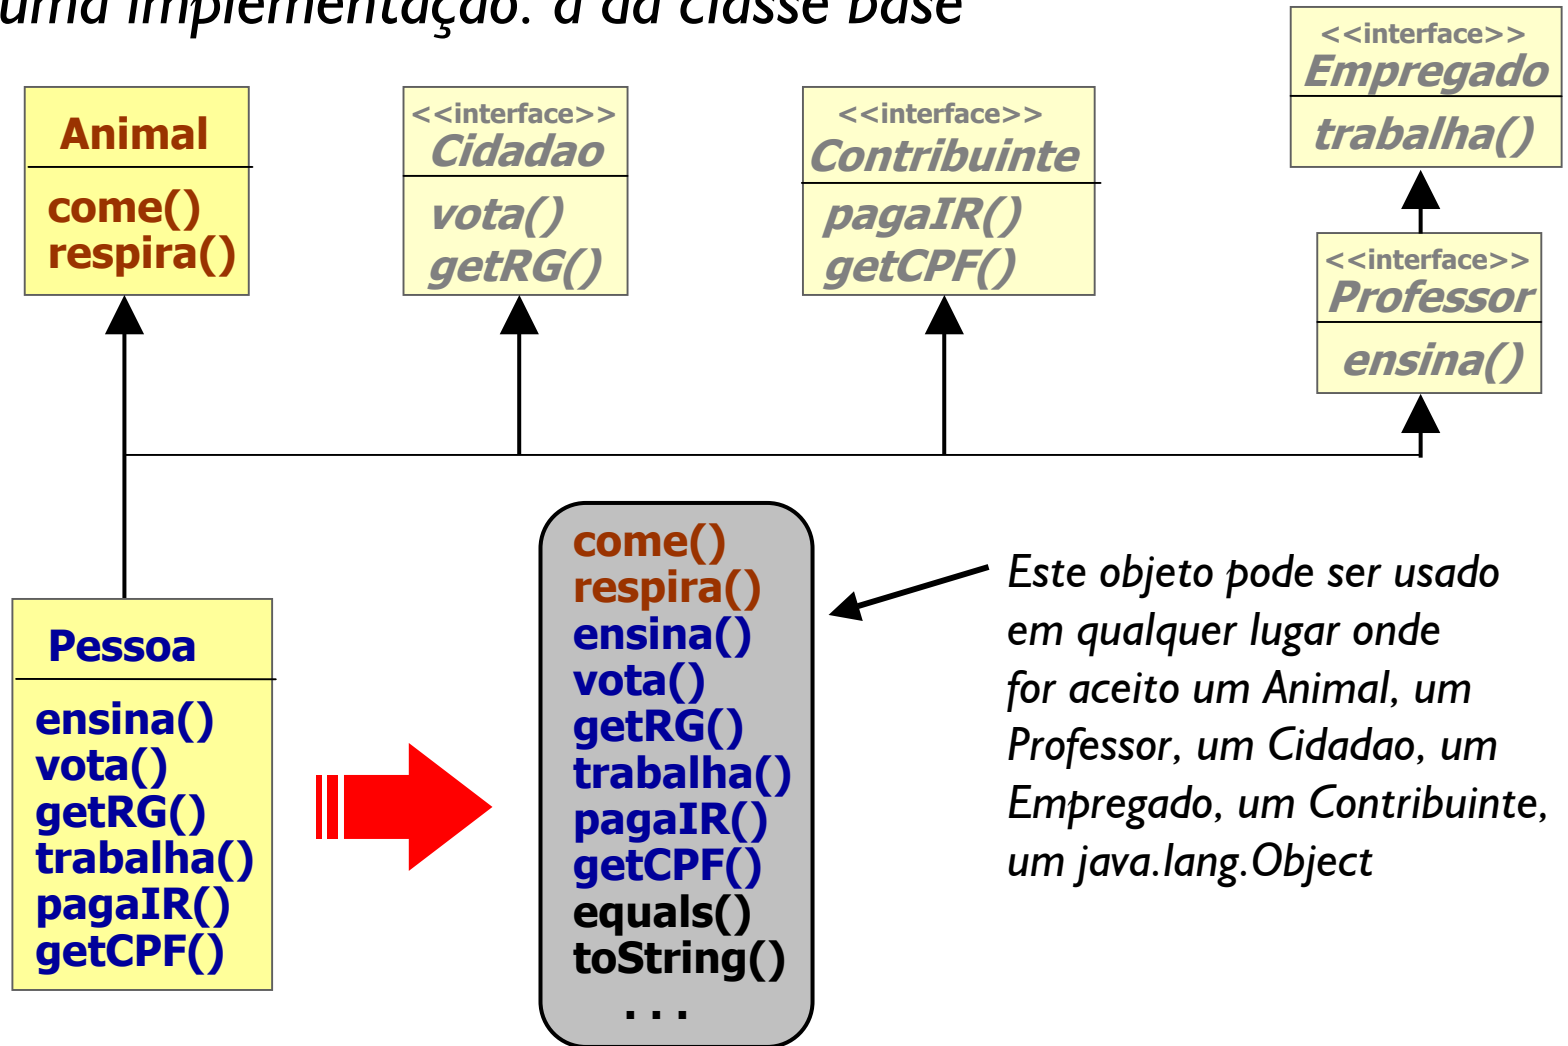 uma implementação: a da classe base
Animal
come()
respira()
<<interface>>
Cidadao
vota()
getRG()
<<interface>>
Contribuinte
pagaIR()
getCPF()
<<interface>>
Empregado
trabalha()
<<interface>>
Professor
ensina()
Pessoa
ensina()
vota()
getRG()
trabalha()
pagaIR()
getCPF()
come()
respira()
ensina()
vota()
getRG()
trabalha()
pagaIR()
getCPF()
equals()
toString()
. . .
Este objeto pode ser usado
em qualquer lugar onde
for aceito um Animal, um
Professor, um Cidadao, um
Empregado, um Contribuinte,
um java.lang.Object